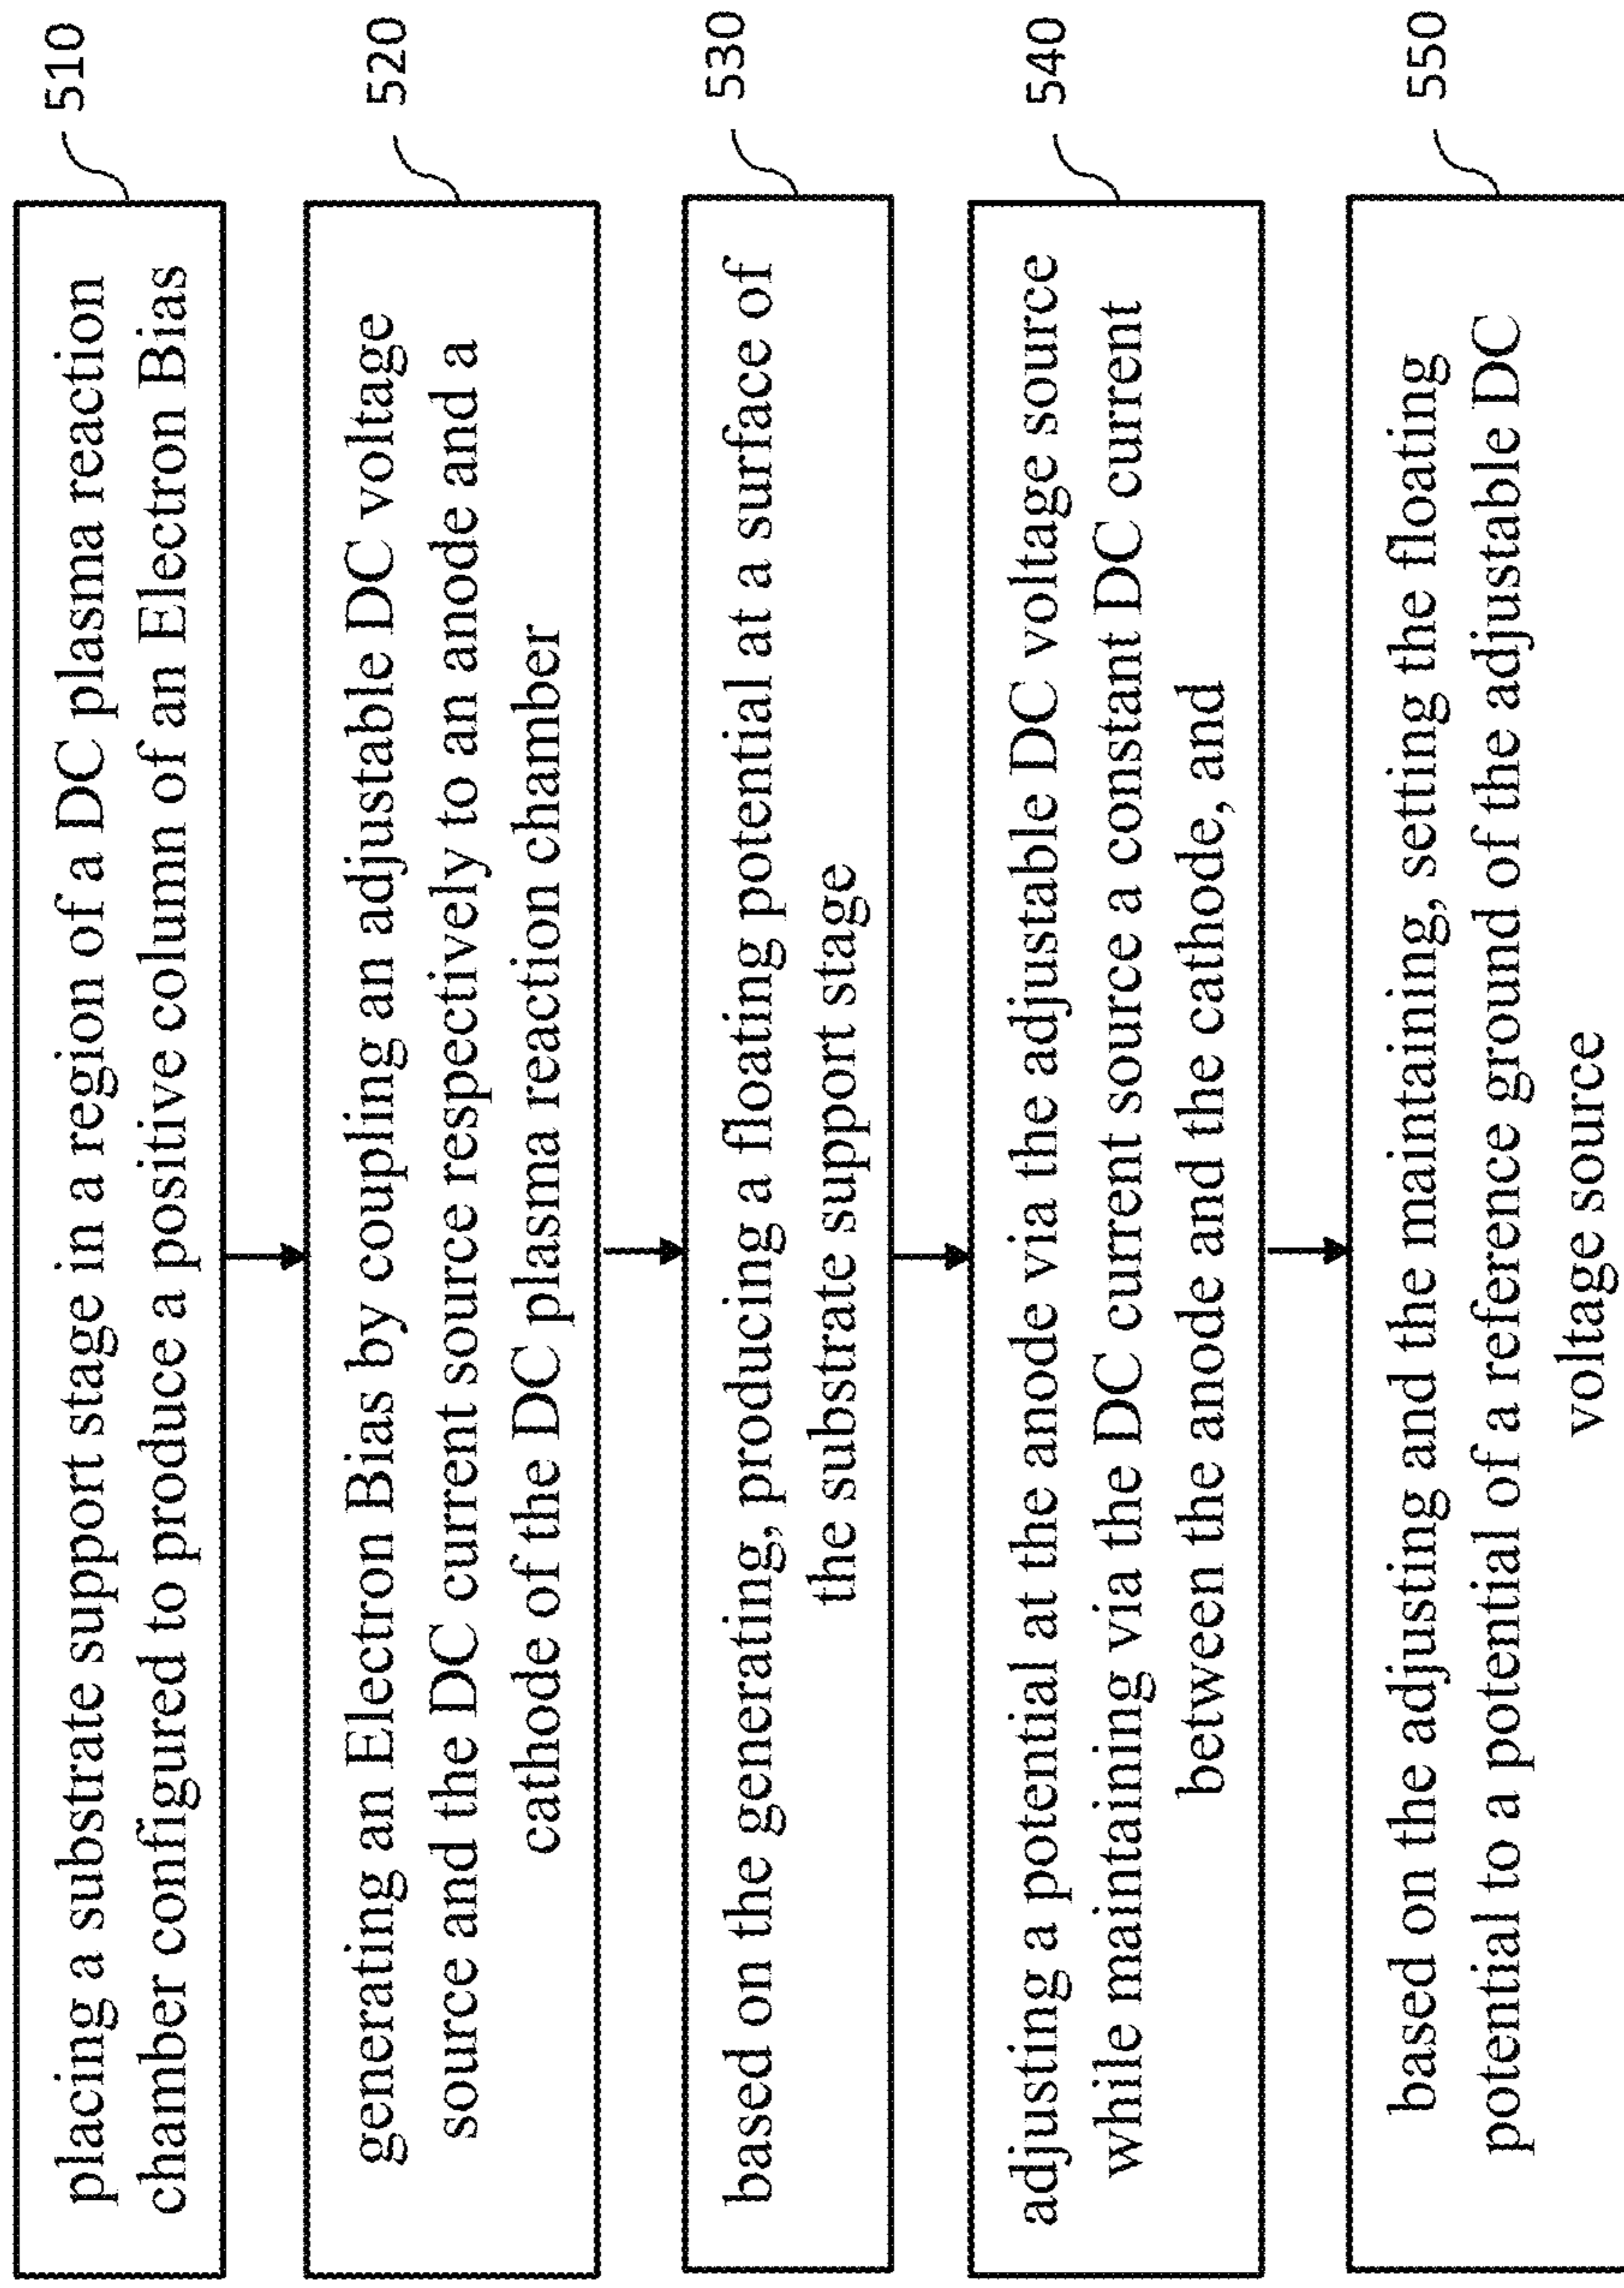 placing a substrate support stage in a region of a DC plasma reaction
chamber configured to produce a positive column of an Electron Bias
510
generating an Electron Bias by coupling an adjustable DC voltage
source and the DC current source respectively to an anode and a
cathode of the DC plasma reaction chamber
520
based on the generating, producing a floating potential at a surface of
the substrate support stage
530
adjusting a potential at the anode via the adjustable DC voltage source
while maintaining via the DC current source a constant DC current
between the anode and the cathode, and
540
based on the adjusting and the maintaining, setting the floating
potential to a potential of a reference ground of the adjustable DC
voltage source
550